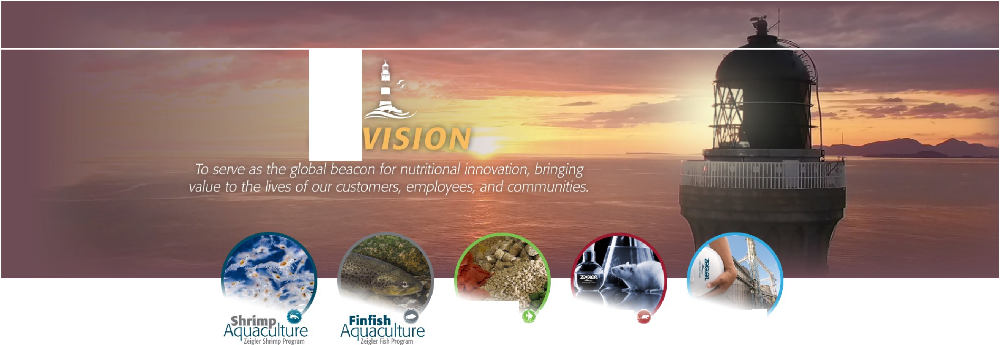 VISION
To serve as the global beacon for nutritional innovation, bringing
value to the lives of our customers, employees, and communities.
ZEIGLER
ZEIGLER
Shrimp
Aquaculture
Zeigler Shrimp Program
Finfish
Aquaculture
Zeigler Fish Program